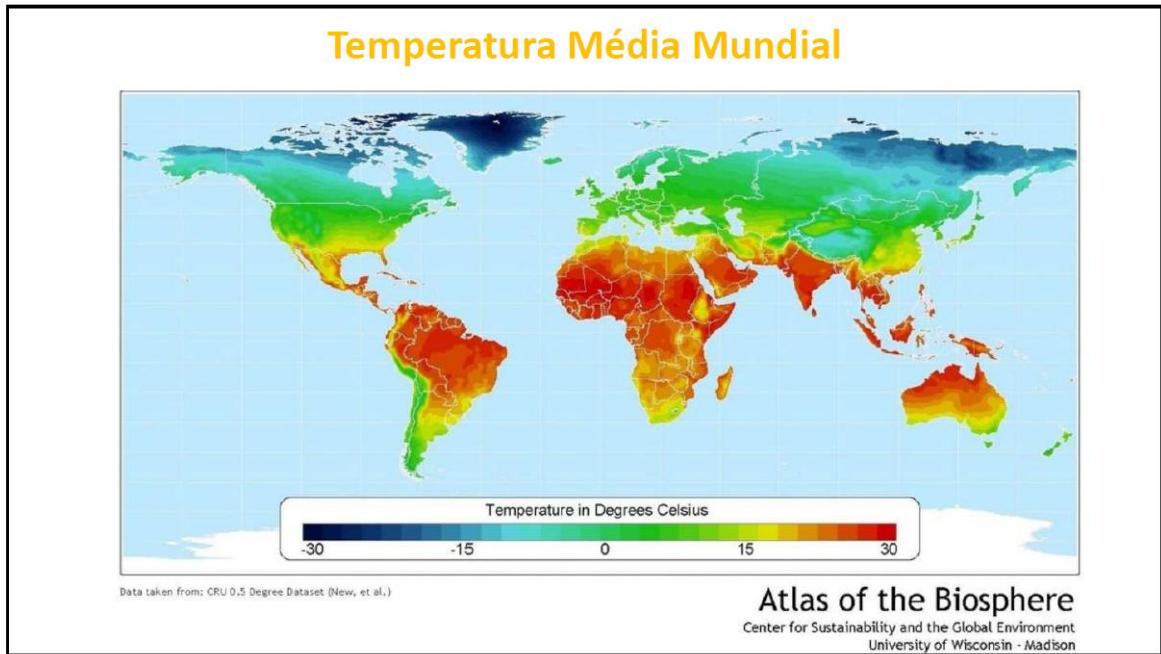 Temperatura Média Mundial
Temperature in Degrees Celsius
-30 -15 0 15 30
Data taken from: CRU 0.5 Degree Dataset (New, et al.)
Atlas of the Biosphere
Center for Sustainability and the Global Environment
University of Wisconsin - Madison